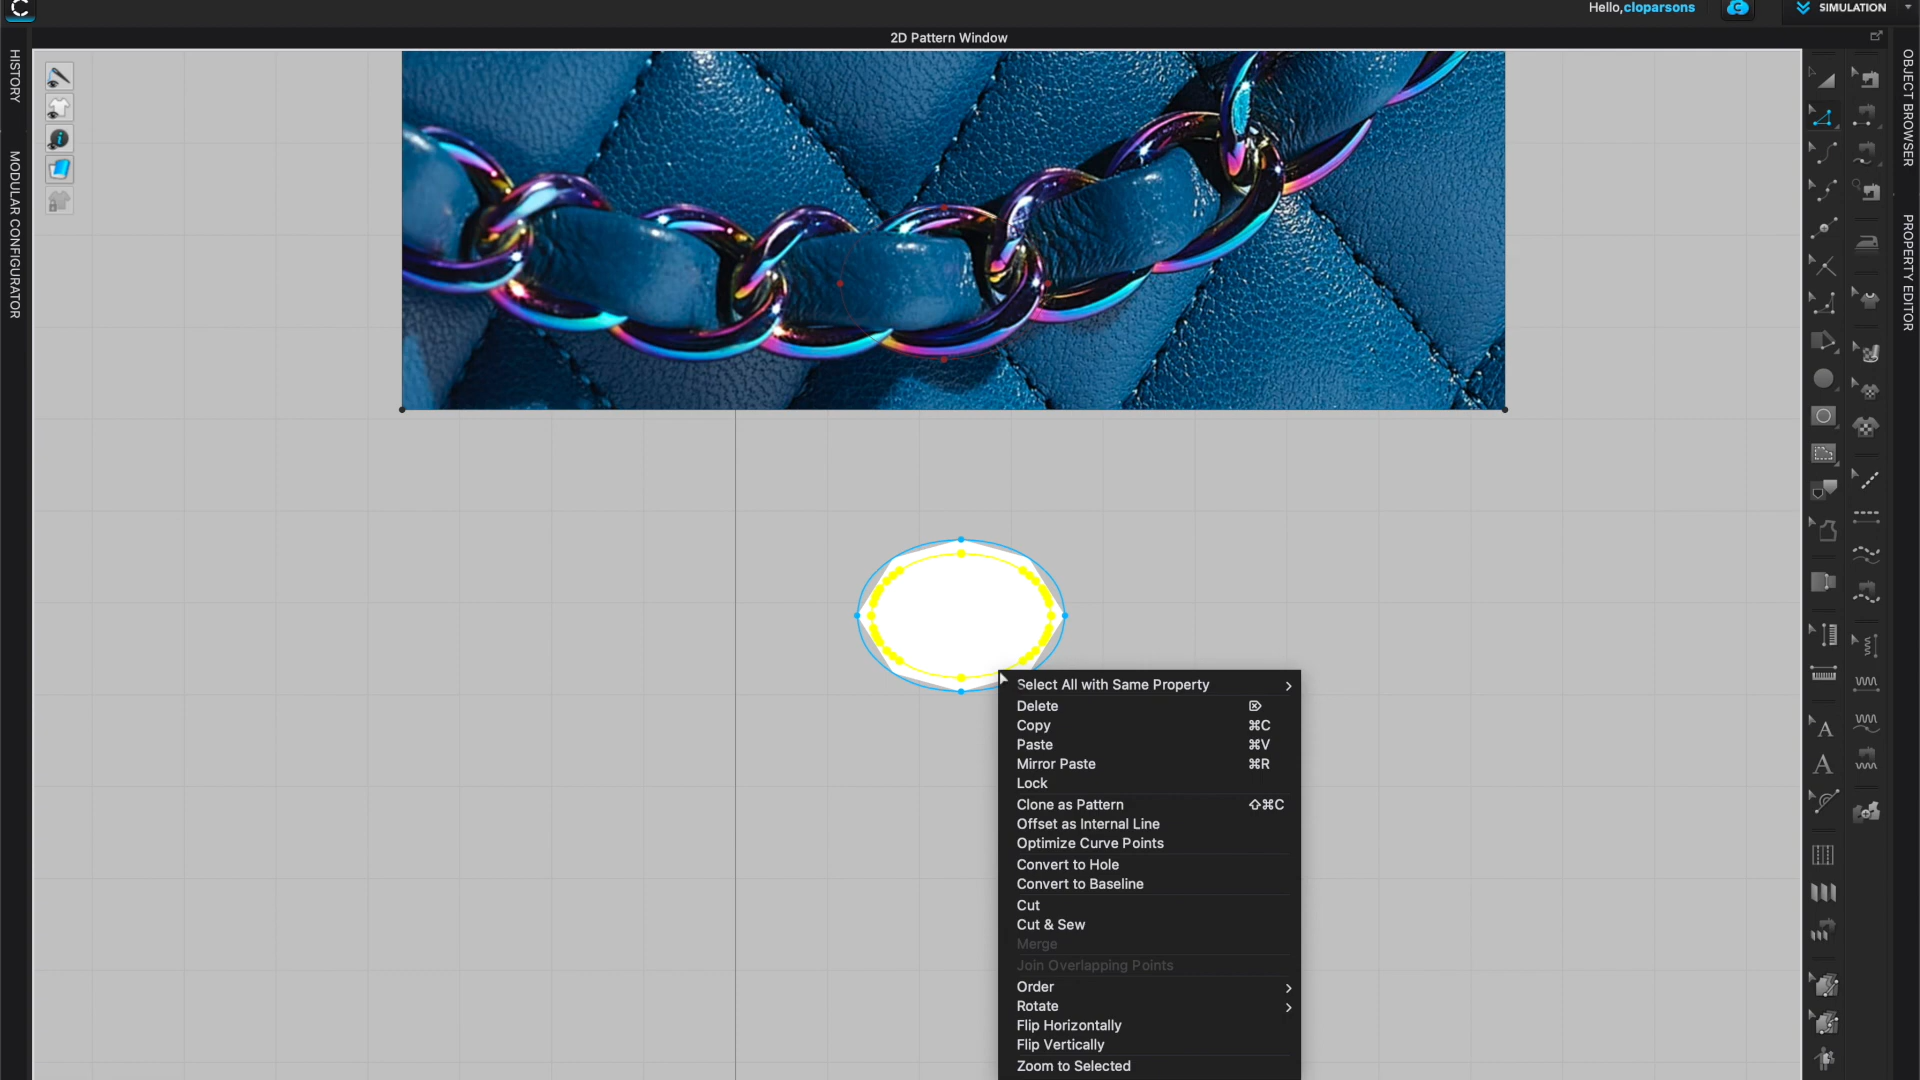 Hello,cloparsons
SIMULATION
2D Pattern Window
HISTORY
MODULAR CONFIGURATOR
OBJECT BROWSER
PROPERTY EDITOR
Select All with Same Property
Delete
Copy ⌘C
Paste ⌘V
Mirror Paste ⌘R
Lock
Clone as Pattern ⇧⌘C
Offset as Internal Line
Optimize Curve Points
Convert to Hole
Convert to Baseline
Cut
Cut & Sew
Merge
Join Overlapping Points
Order
Rotate
Flip Horizontally
Flip Vertically
Zoom to Selected